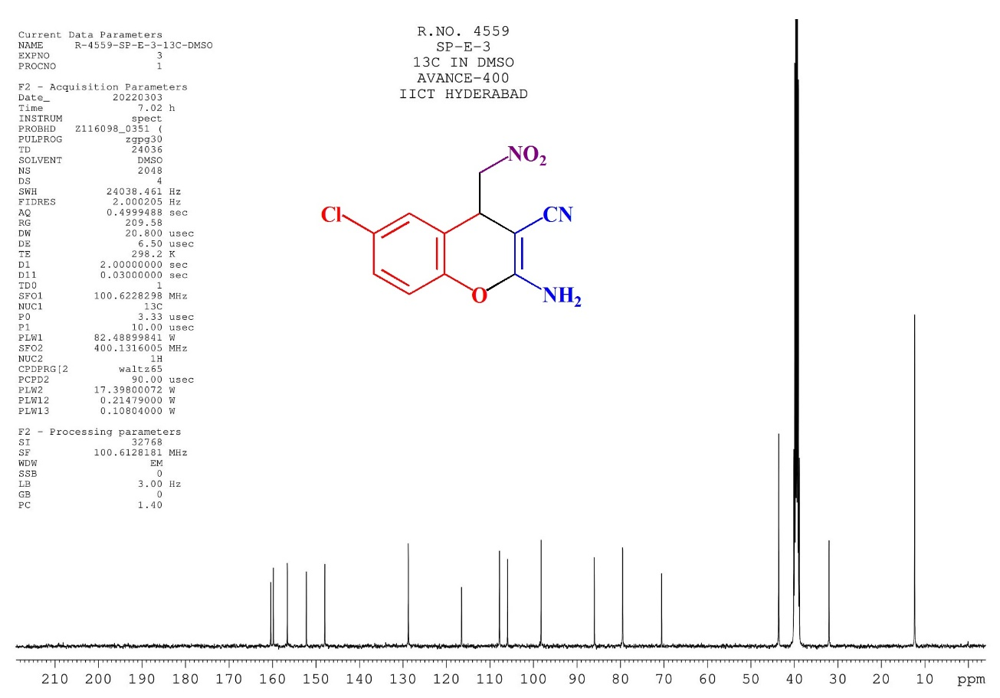 Current Data Parameters
NAME R-4559-SP-E-3-13C-DMSO
EXPNO 3
PROCNO 1
F2 - Acquisition Parameters
Date_ 20220303
Time 7.02 h
INSTRUM spect
PROBHD Z116098_0351 (
PULPROG zgpg30
TD 24036
SOLVENT DMSO
NS 2048
DS 4
SWH 24038.461 Hz
FIDRES 2.000205 Hz
AQ 0.4999488 sec
RG 209.58
DW 20.800 usec
DE 6.50 usec
TE 298.2 K
D1 2.00000000 sec
D11 0.03000000 sec
TD0 1
SFO1 100.6228298 MHz
NUC1 13C
P0 3.33 usec
P1 10.00 usec
PLW1 82.48899841 W
SFO2 400.1316005 MHz
NUC2 1H
CPDPRG[2 waltz65
PCPD2 90.00 usec
PLW2 17.39800072 W
PLW12 0.21479000 W
PLW13 0.10804000 W
F2 - Processing parameters
SI 32768
SF 100.6128181 MHz
WDW EM
SSB 0
LB 3.00 Hz
GB 0
PC 1.40
R.NO. 4559
SP-E-3
13C IN DMSO
AVANCE-400
IICT HYDERABAD
NO2
Cl
CN
O
NH2
210 200 190 180 170 160 150 140 130 120 110 100 90 80 70 60 50 40 30 20 10 ppm